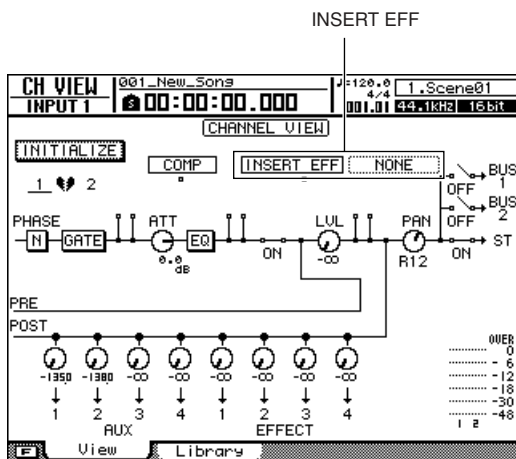 INSERT EFF
CH VIEW 001_New_Song ♩=120.0 4/4 1.Scene01
INPUT 1 S 00:00:00.000 001.01 44.1kHz 16bit
CHANNEL VIEW
INITIALIZE
COMP INSERT EFF NONE
1 2
OFF BUS 1
OFF BUS 2
PHASE ATT LVL PAN
N GATE EQ ON ON ST
0.0 dB -∞ R12
PRE
POST
-1350 -1380 -∞ -∞ -∞ -∞ -∞ -∞
1 2 3 4 1 2 3 4
AUX EFFECT
OVER
0
-6
-12
-18
-30
-48
1 2
F View Library